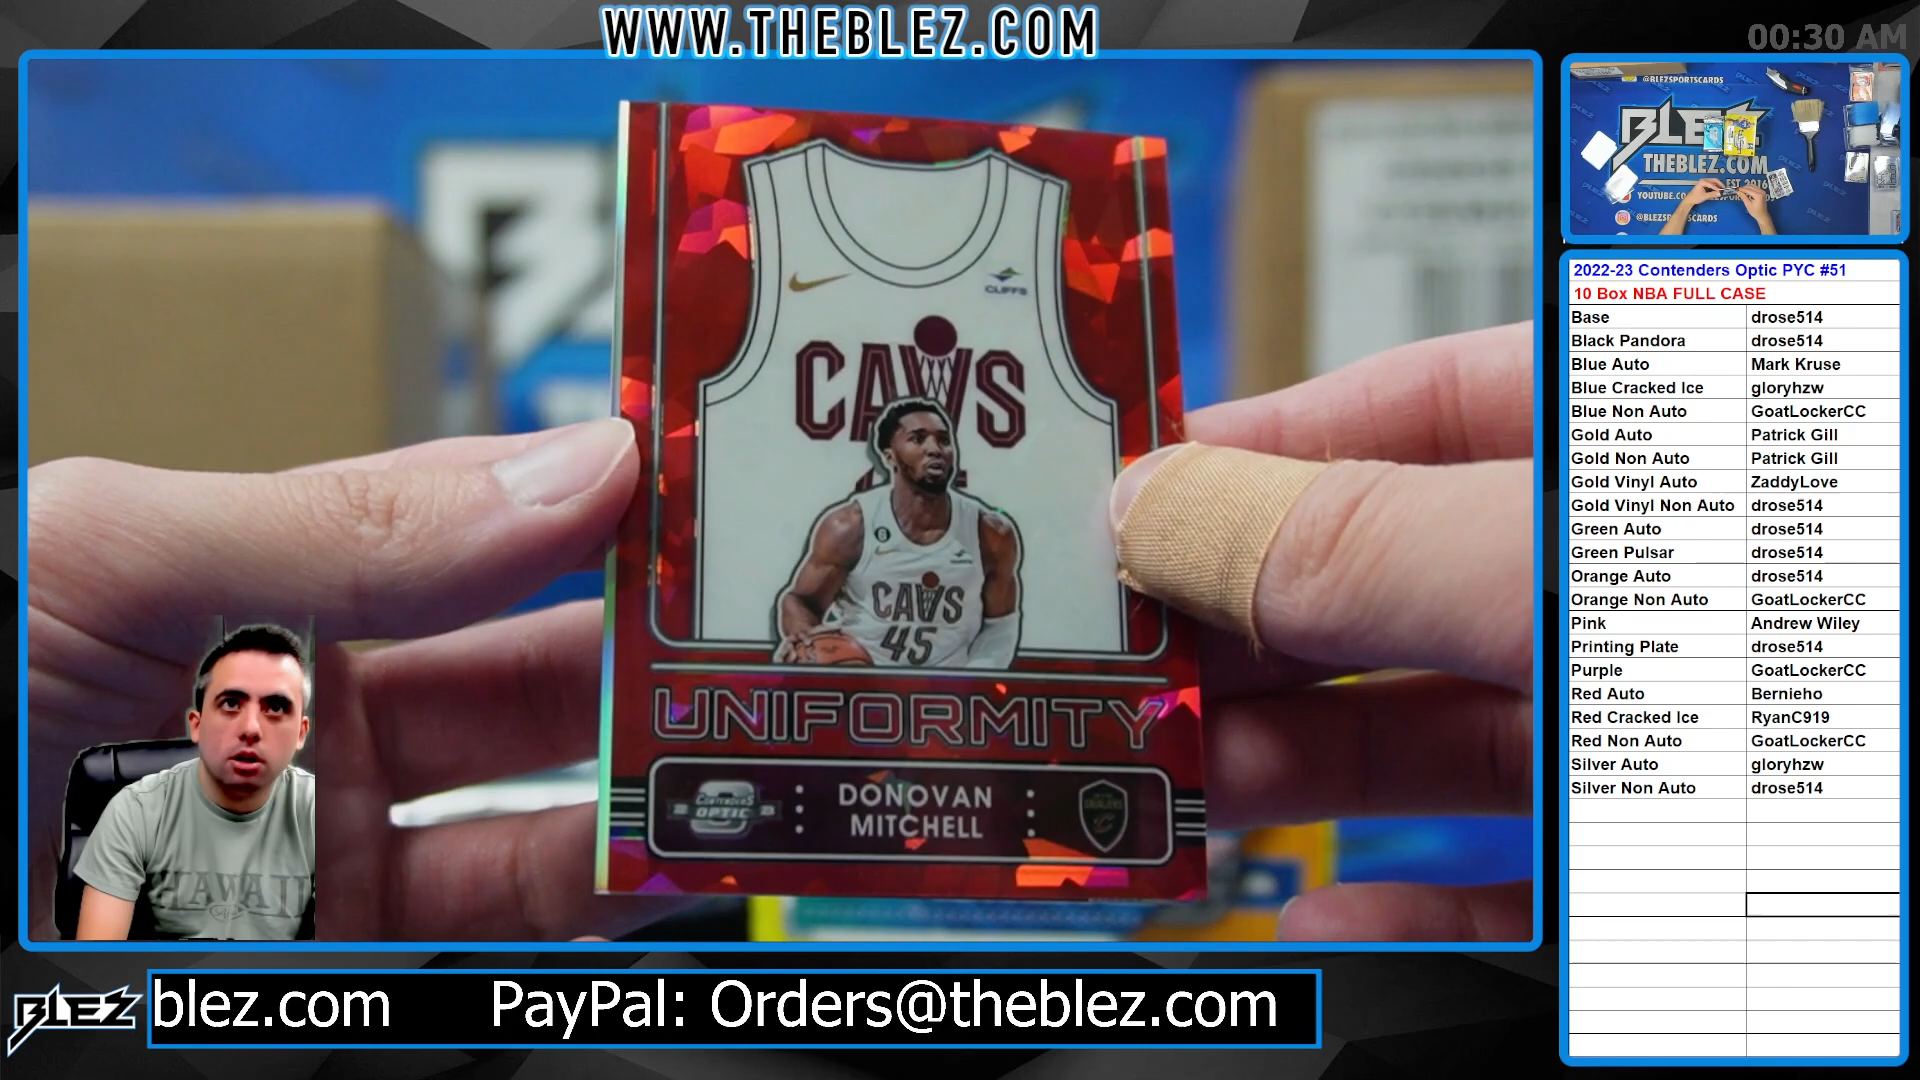 WWW.THEBLEZ.COM
00:30 AM
CLIFFS
CAVS
CAVS
45
UNIFORMITY
CONTENDERS
OPTIC
DONOVAN
MITCHELL
HAWAII
@BLEZSPORTSCARDS
BLEZ
THEBLEZ.COM
EST 2016
2022-23 Contenders Optic PYC #51
10 Box NBA FULL CASE
Base drose514
Black Pandora drose514
Blue Auto Mark Kruse
Blue Cracked Ice gloryhzw
Blue Non Auto GoatLockerCC
Gold Auto Patrick Gill
Gold Non Auto Patrick Gill
Gold Vinyl Auto ZaddyLove
Gold Vinyl Non Auto drose514
Green Auto drose514
Green Pulsar drose514
Orange Auto drose514
Orange Non Auto GoatLockerCC
Pink Andrew Wiley
Printing Plate drose514
Purple GoatLockerCC
Red Auto Bernieho
Red Cracked Ice RyanC919
Red Non Auto GoatLockerCC
Silver Auto gloryhzw
Silver Non Auto drose514
BLEZ
blez.com PayPal: Orders@theblez.com